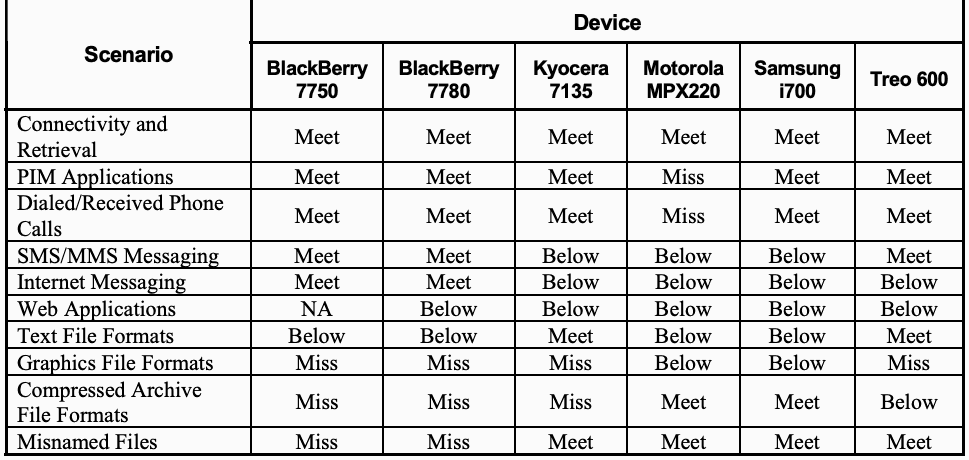 Scenario Device
BlackBerry 7750 BlackBerry 7780 Kyocera 7135 Motorola MPX220 Samsung i700 Treo 600
Connectivity and Retrieval Meet Meet Meet Meet Meet Meet
PIM Applications Meet Meet Meet Miss Meet Meet
Dialed/Received Phone Calls Meet Meet Meet Miss Meet Meet
SMS/MMS Messaging Meet Meet Below Below Below Meet
Internet Messaging Meet Meet Below Below Below Below
Web Applications NA Below Below Below Below Below
Text File Formats Below Below Meet Below Below Meet
Graphics File Formats Miss Miss Miss Below Below Miss
Compressed Archive File Formats Miss Miss Miss Meet Meet Below
Misnamed Files Miss Miss Meet Meet Meet Meet